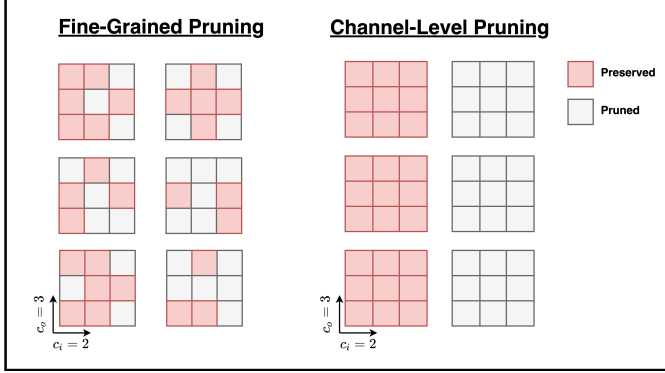 Fine-Grained Pruning
Channel-Level Pruning
Preserved
Pruned
c_o = 3
c_i = 2
c_o = 3
c_i = 2